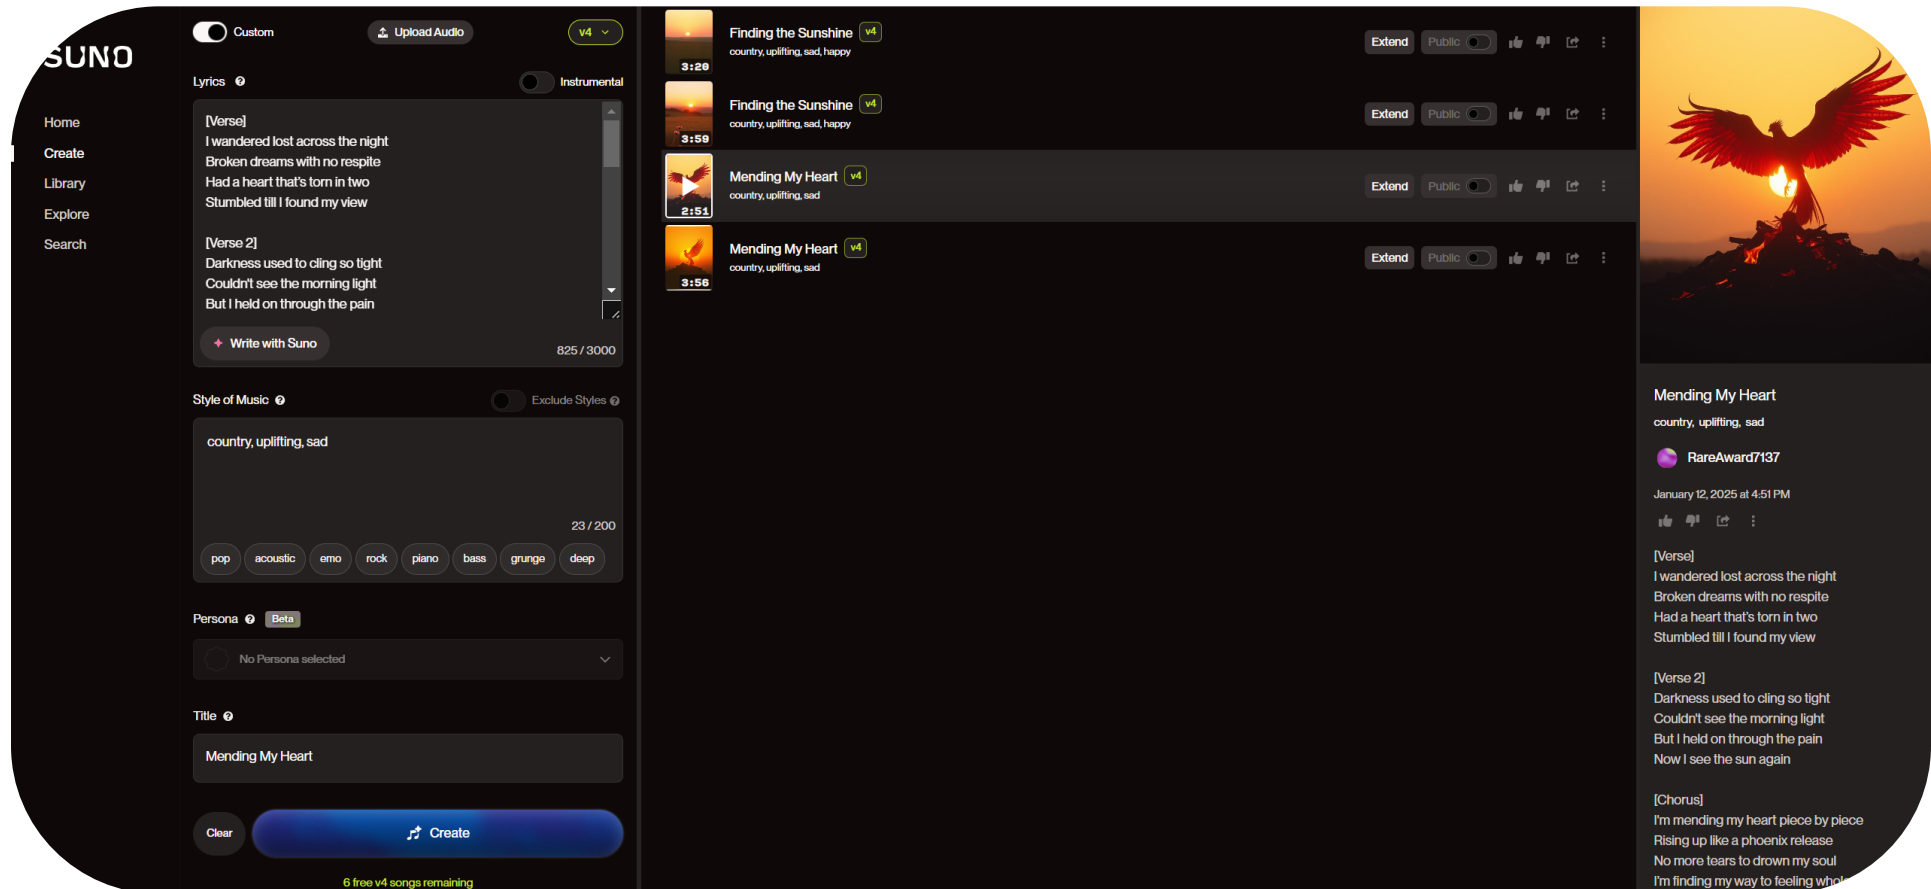 SUNO
Home
Create
Library
Explore
Search
Custom
Upload Audio
v4
Lyrics
Instrumental
[Verse]
I wandered lost across the night
Broken dreams with no respite
Had a heart that's torn in two
Stumbled till I found my view
[Verse 2]
Darkness used to cling so tight
Couldn't see the morning light
But I held on through the pain
Write with Suno
825 / 3000
Style of Music
Exclude Styles
country, uplifting, sad
23 / 200
pop
acoustic
emo
rock
piano
bass
grunge
deep
Persona
Beta
No Persona selected
Title
Mending My Heart
Clear
Create
6 free v4 songs remaining
3:20
Finding the Sunshine v4
country, uplifting, sad, happy
Extend
Public
3:59
Finding the Sunshine v4
country, uplifting, sad, happy
Extend
Public
2:51
Mending My Heart v4
country, uplifting, sad
Extend
Public
3:56
Mending My Heart v4
country, uplifting, sad
Extend
Public
Mending My Heart
country, uplifting, sad
RareAward7137
January 12, 2025 at 4:51 PM
[Verse]
I wandered lost across the night
Broken dreams with no respite
Had a heart that's torn in two
Stumbled till I found my view
[Verse 2]
Darkness used to cling so tight
Couldn't see the morning light
But I held on through the pain
Now I see the sun again
[Chorus]
I'm mending my heart piece by piece
Rising up like a phoenix release
No more tears to drown my soul
I'm finding my way to feeling whole